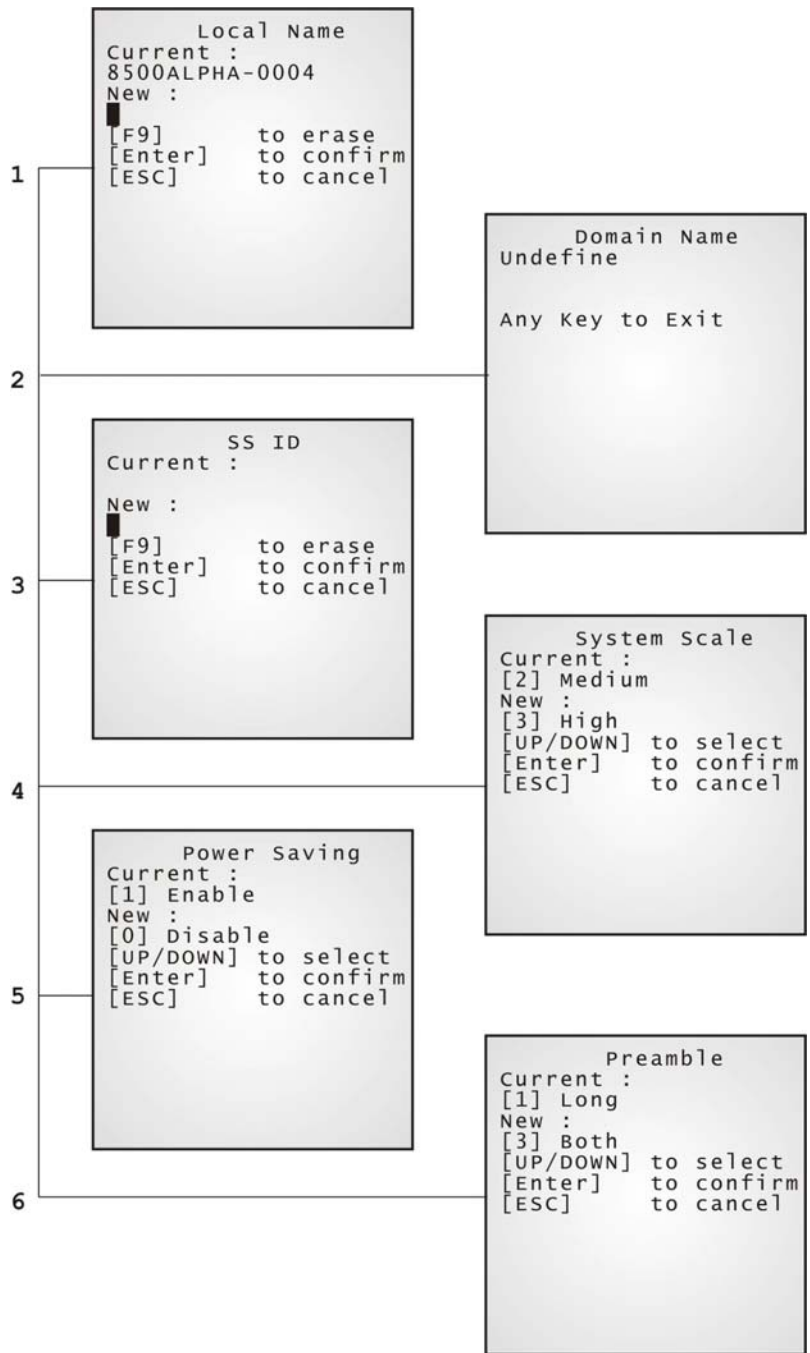 Local Name
Current :
8500ALPHA-0004
New :
[F9] to erase
[Enter] to confirm
[ESC] to cancel
1
Domain Name
Undefine
Any Key to Exit
2
SS ID
Current :
New :
[F9] to erase
[Enter] to confirm
[ESC] to cancel
3
System Scale
Current :
[2] Medium
New :
[3] High
[UP/DOWN] to select
[Enter] to confirm
[ESC] to cancel
4
Power Saving
Current :
[1] Enable
New :
[0] Disable
[UP/DOWN] to select
[Enter] to confirm
[ESC] to cancel
5
Preamble
Current :
[1] Long
New :
[3] Both
[UP/DOWN] to select
[Enter] to confirm
[ESC] to cancel
6